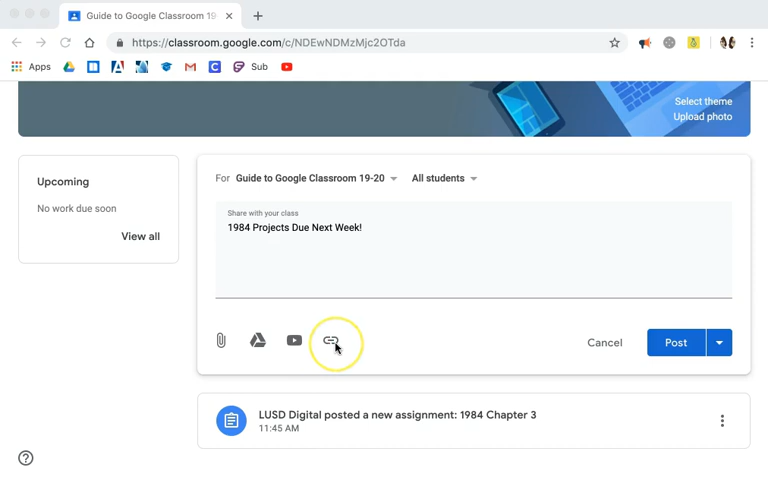 Guide to Google Classroom 19
https://classroom.google.com/c/NDEwNDMzMjc2OTda
Apps
Sub
Select theme
Upload photo
Upcoming
No work due soon
View all
For Guide to Google Classroom 19-20 All students
Share with your class
1984 Projects Due Next Week!
Cancel
Post
LUSD Digital posted a new assignment: 1984 Chapter 3
11:45 AM